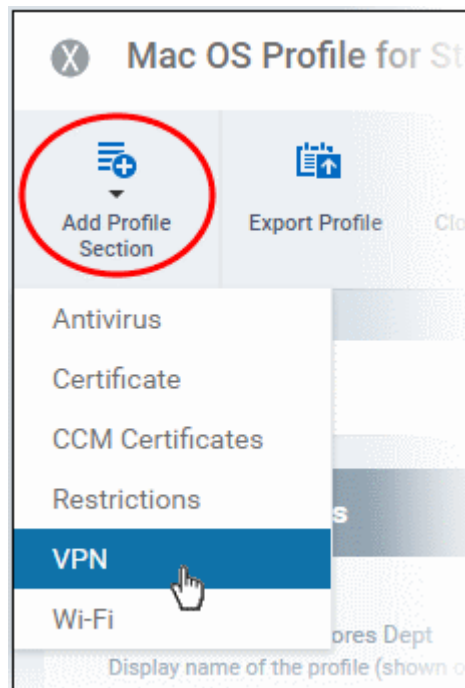 X
Mac OS Profile for St
Add Profile
Section
Export Profile
Clo
Antivirus
Certificate
CCM Certificates
Restrictions
s
VPN
Wi-Fi
ores Dept
Display name of the profile (shown o